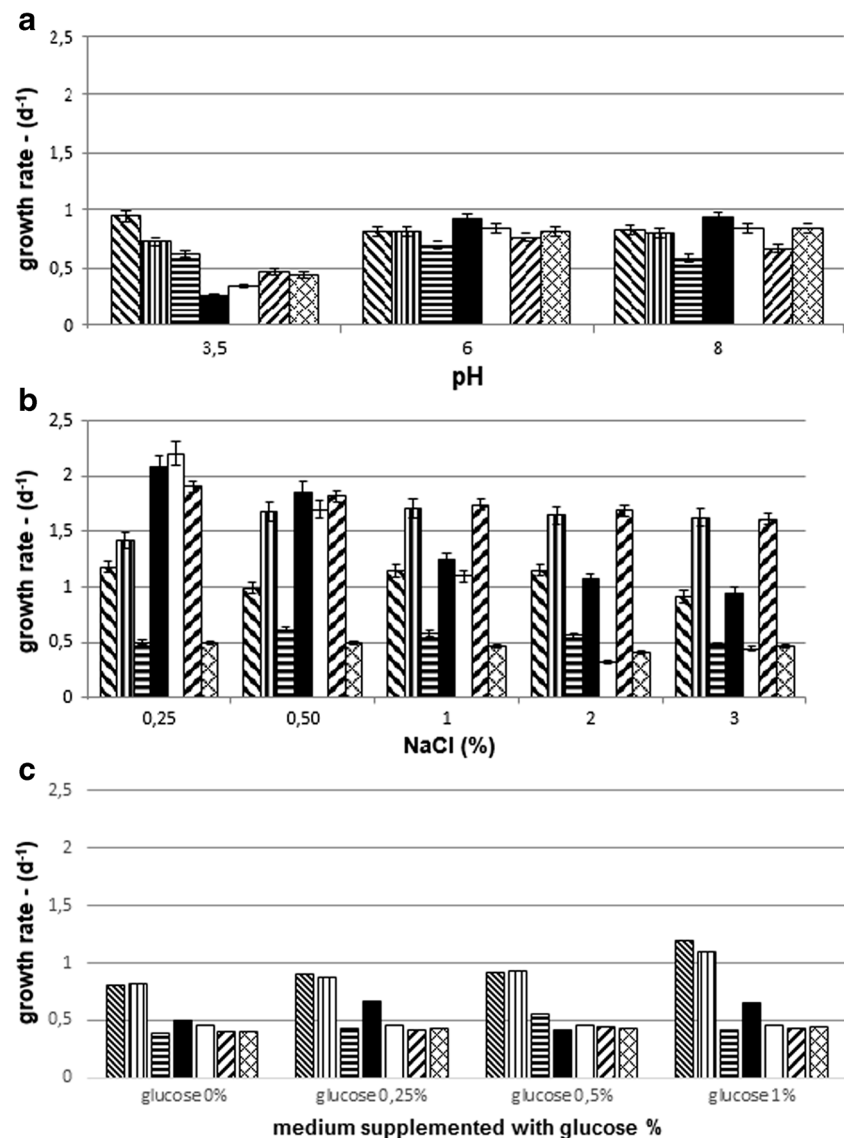 a
2,5
2
1,5
1
0,5
0
growth rate - (d-1)
3,5 6 8
pH
b
2,5
2
1,5
1
0,5
0
growth rate - (d-1)
0,25 0,50 1 2 3
NaCl (%)
c
2,5
2
1,5
1
0,5
0
growth rate - (d-1)
glucose 0% glucose 0,25% glucose 0,5% glucose 1%
medium supplemented with glucose %